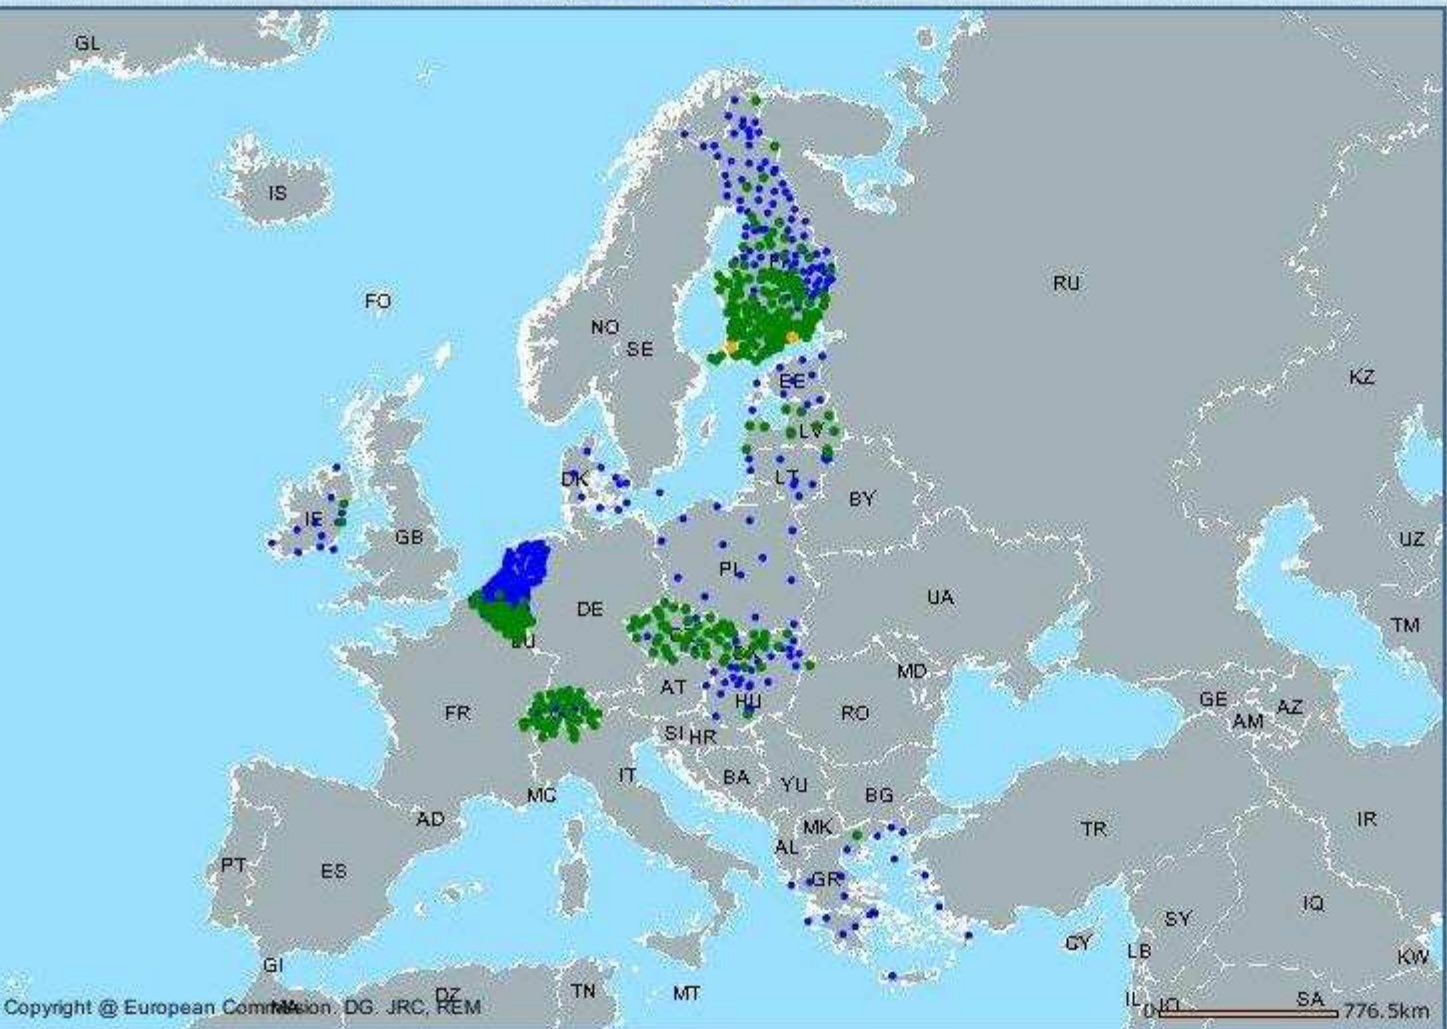 GL
IS
RU
FO
NO
SE
KZ
EE
LV
DK
LT
BY
IE
GB
UZ
PL
DE
UA
TM
LU
MD
AT
GE
AZ
HU
FR
RO
AM
SI HR
IT
BA
YU
MC
BG
AD
MK
TR
IR
AL
PT
ES
GR
IQ
SY
CY
LB
KW
GI
DZ
TN
MT
SA
IL JO
Copyright @ European Commission. DG. JRC, REM
MA
0
776.5km